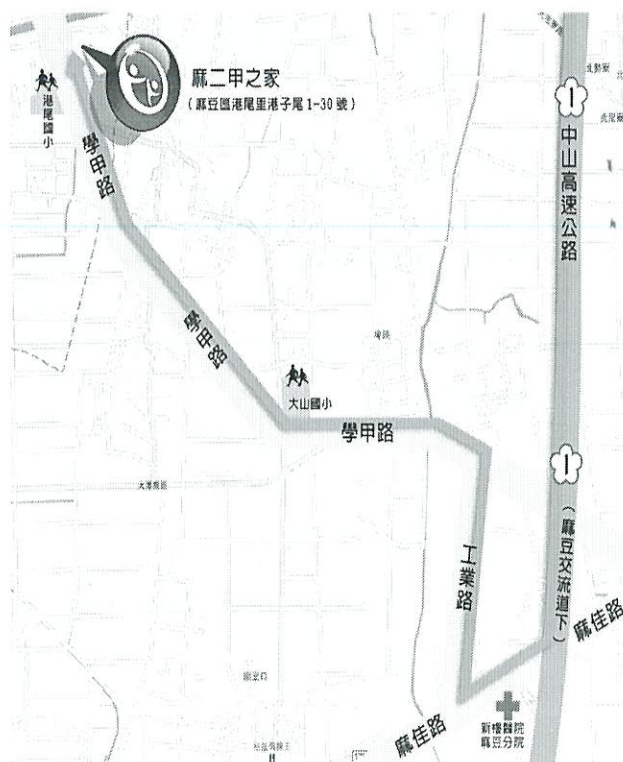 麻二甲之家
(麻豆區港尾里港子尾 1-30 號)
港尾國小
學甲路
1
中山高速公路
學甲路
大山國小
學甲路
1
(麻豆交流道下)
工業路
麻佳路
麻佳路
新樓醫院
麻豆分院